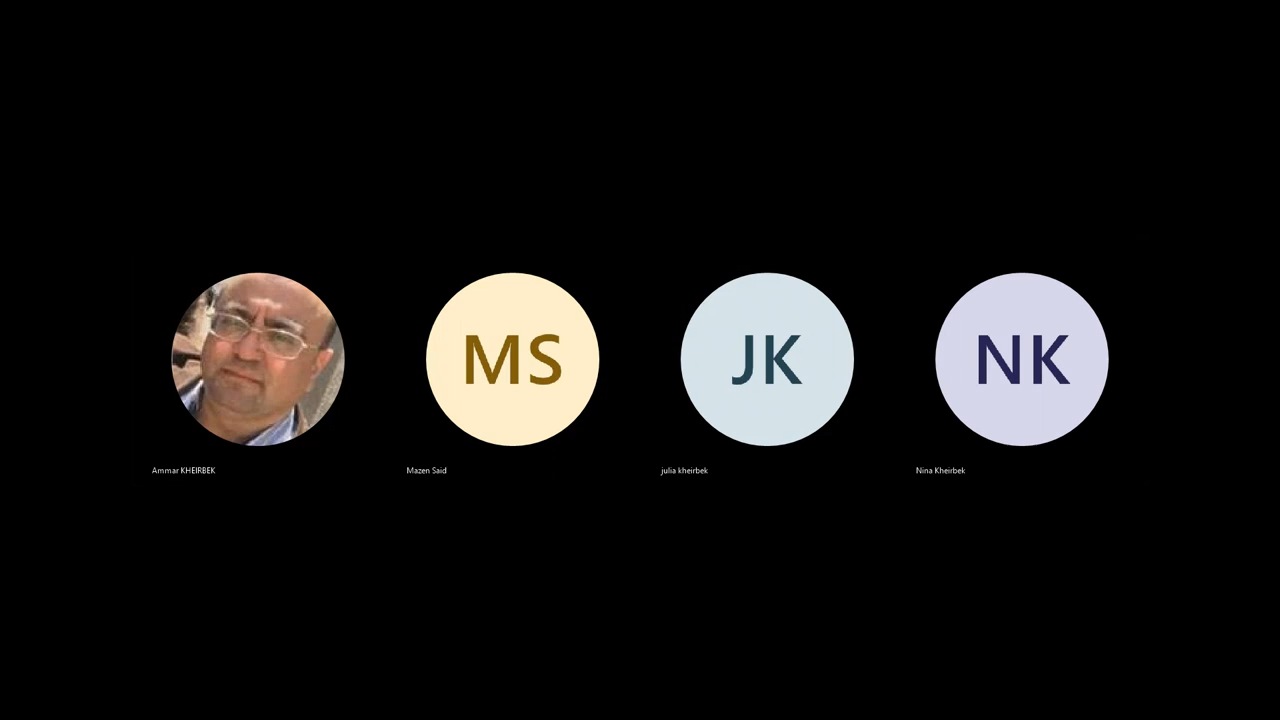 MS
JK
NK
Ammar KHEIRBEK
Mazen Said
julia kheirbek
Nina Kheirbek